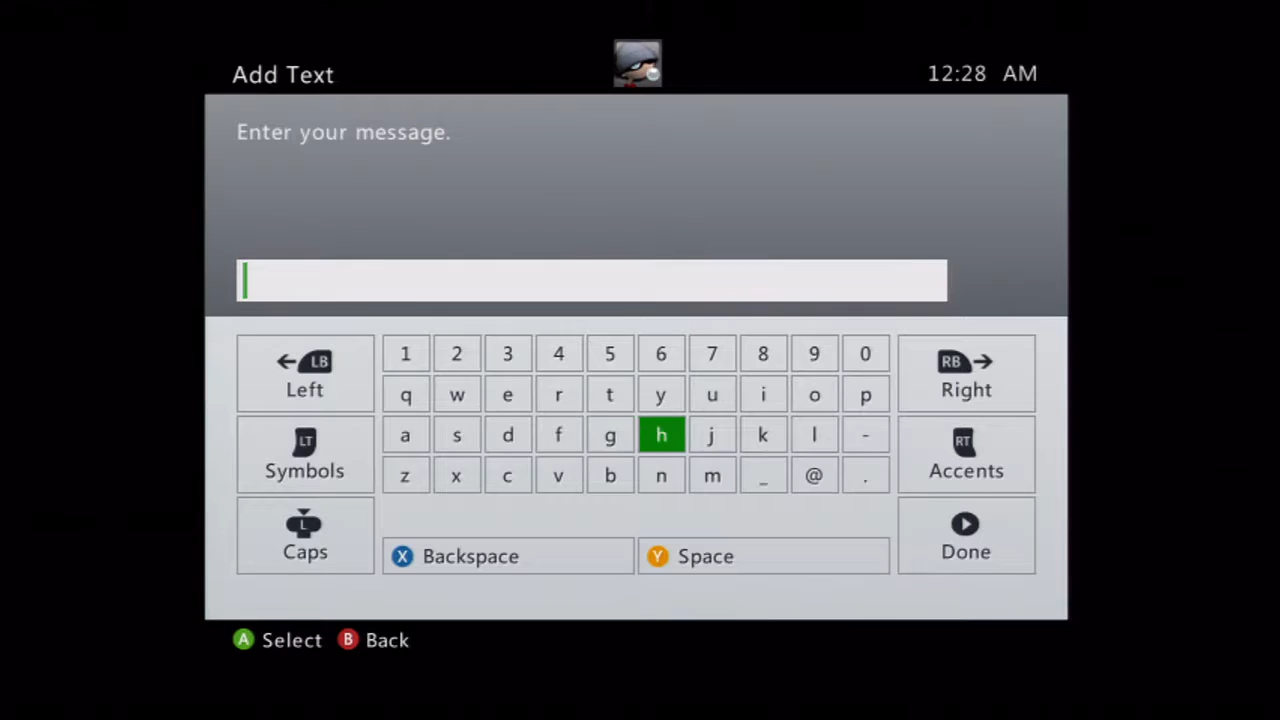 Add Text
12:28 AM
Enter your message.
LB
Left
1 2 3 4 5 6 7 8 9 0
RB
Right
q w e r t y u i o p
LT
Symbols
a s d f g h j k l -
RT
Accents
z x c v b n m _ @ .
L
Caps
X Backspace
Y Space
Done
A Select B Back